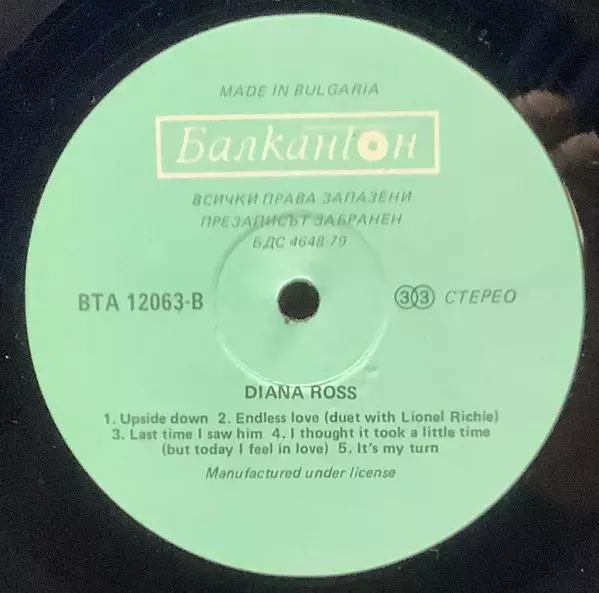 MADE IN BULGARIA
Балкантон
ВСИЧКИ ПРАВА ЗАПАЗЕНИ
ПРЕЗАПИСЪТ ЗАБРАНЕН
БДС 4648-79
ВТА 12063-В
33 СТЕРЕО
DIANA ROSS
1. Upside down 2. Endless love (duet with Lionel Richie)
3. Last time I saw him 4. I thought it took a little time
(but today I feel in love) 5. It's my turn
Manufactured under license